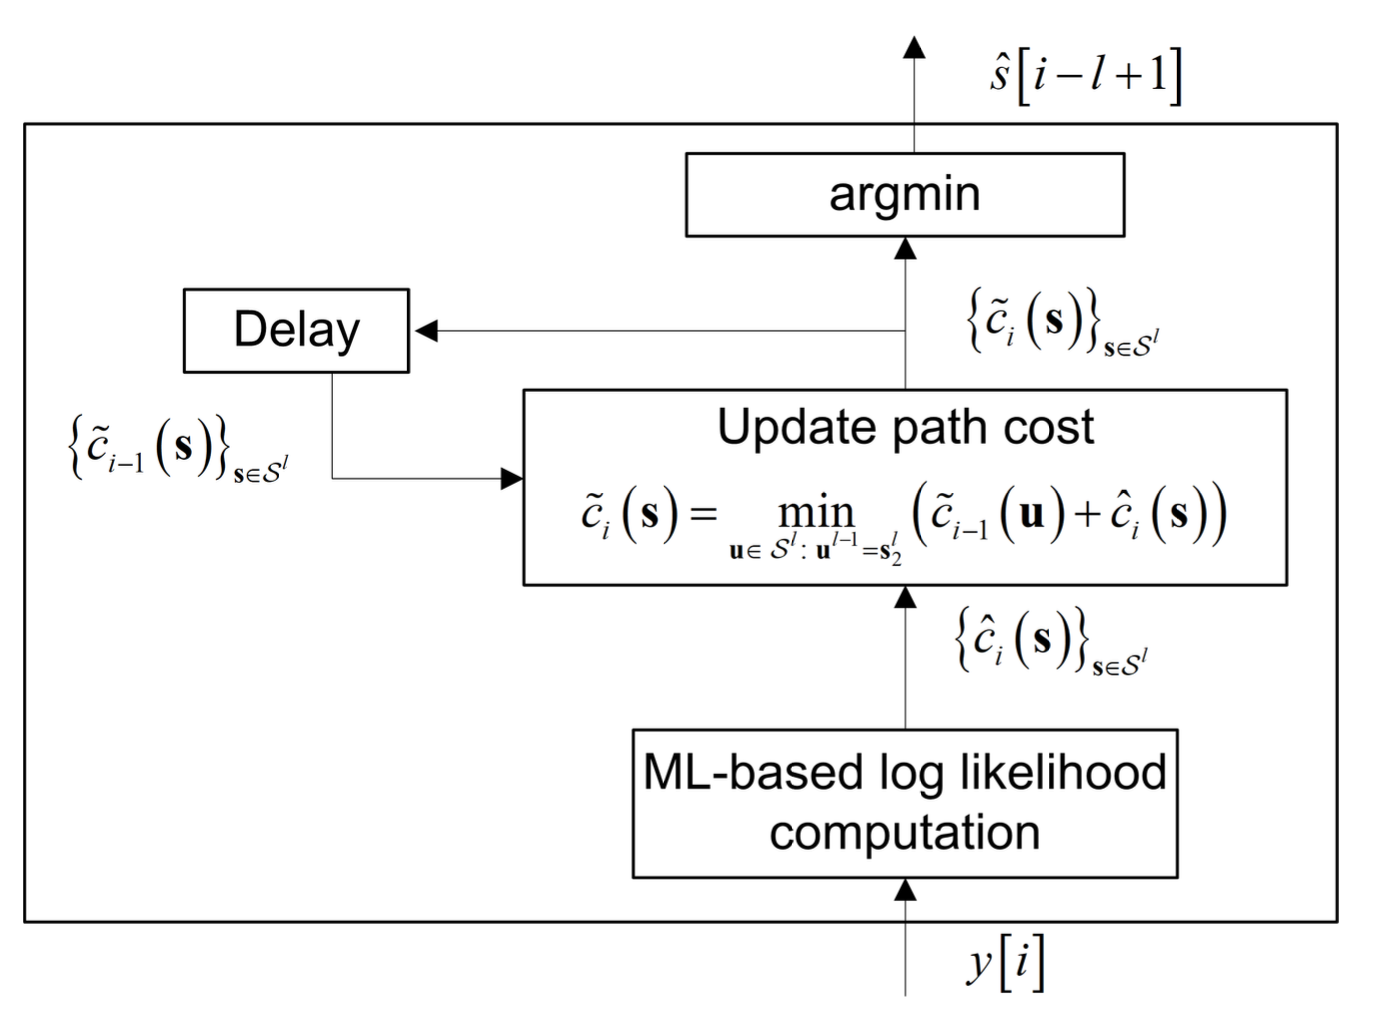 ŝ[i−l+1]
argmin
{c̃ᵢ(s)}_{s∈𝒮ˡ}
Delay
{c̃ᵢ₋₁(s)}_{s∈𝒮ˡ}
Update path cost
c̃ᵢ(s) = min_{u∈𝒮ˡ: u^{l−1}=s₂ˡ} (c̃ᵢ₋₁(u)+ĉᵢ(s))
{ĉᵢ(s)}_{s∈𝒮ˡ}
ML-based log likelihood
computation
y[i]